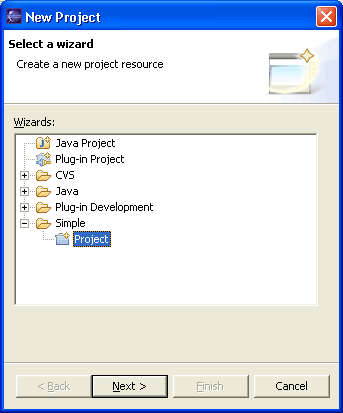 New Project
Select a wizard
Create a new project resource
Wizards:
Java Project
Plug-in Project
CVS
Java
Plug-in Development
Simple
Project
< Back Next > Finish Cancel